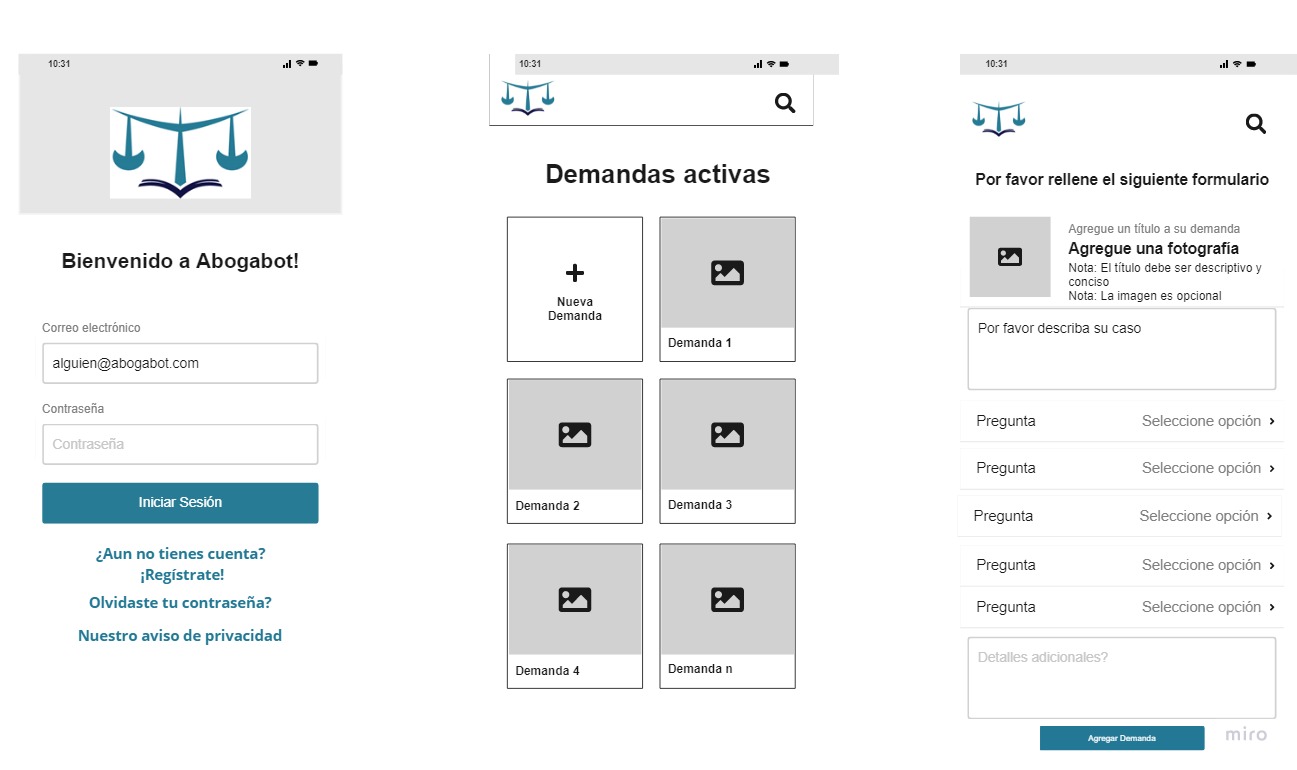 10:31
Bienvenido a Abogabot!
Correo electrónico
alguien@abogabot.com
Contraseña
Contraseña
Iniciar Sesión
¿Aun no tienes cuenta?
¡Regístrate!
Olvidaste tu contraseña?
Nuestro aviso de privacidad
10:31
Demandas activas
Nueva
Demanda
Demanda 1
Demanda 2
Demanda 3
Demanda 4
Demanda n
10:31
Por favor rellene el siguiente formulario
Agregue un título a su demanda
Agregue una fotografía
Nota: El título debe ser descriptivo y
conciso
Nota: La imagen es opcional
Por favor describa su caso
Pregunta Seleccione opción
Pregunta Seleccione opción
Pregunta Seleccione opción
Pregunta Seleccione opción
Pregunta Seleccione opción
Detalles adicionales?
Agregar Demanda
miro